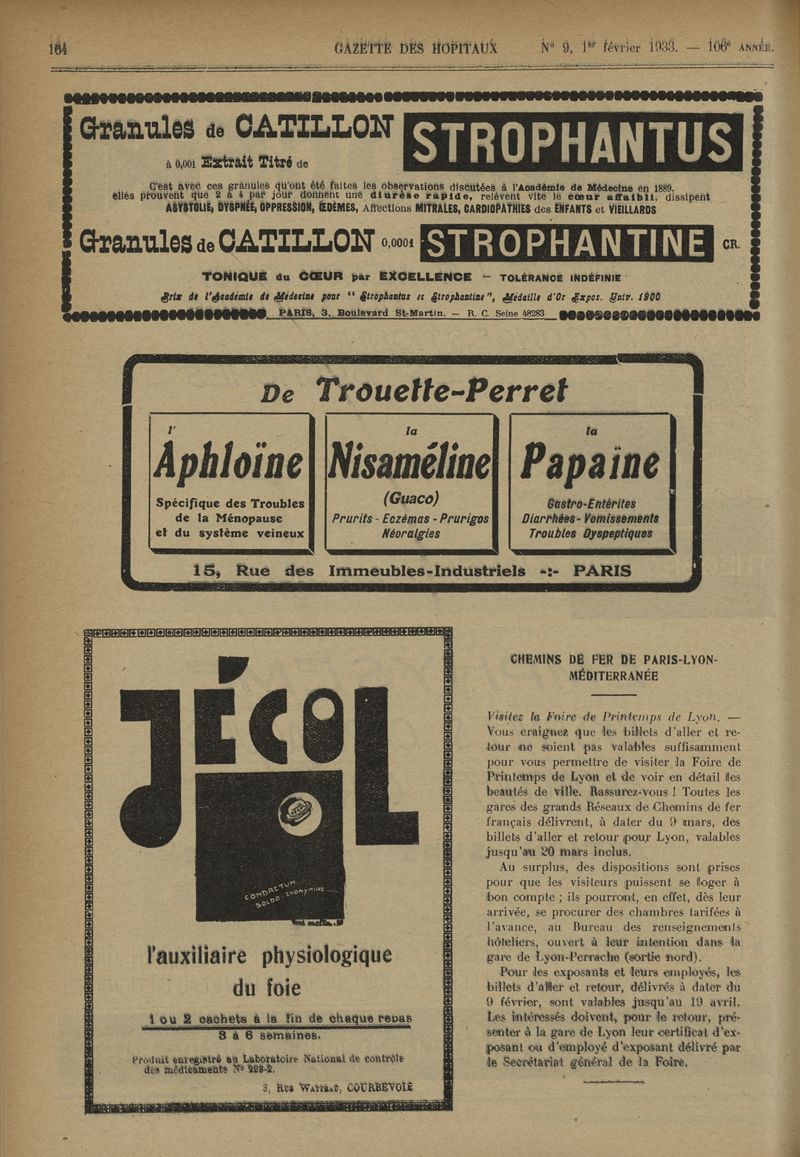 164 GAZETTE DES HOPITAUX N° 9, 1er février 1933. — 106e ANNÉE.
Granules de CATILLON
à 0,001 Extrait Titré de
STROPHANTUS
C'est avec ces granules qu'ont été faites les observations discutées à l'Académie de Médecine en 1889,
elles prouvent que 2 à 4 par jour donnent une diurèse rapide, relèvent vite le cœur affaibli, dissipent
ASYSTOLIE, DYSPNÉE, OPPRESSION, ŒDÈMES, Affections MITRALES, CARDIOPATHIES des ENFANTS et VIEILLARDS
Granules de CATILLON 0,0001 STROPHANTINE CR.
TONIQUE du CŒUR par EXCELLENCE — TOLÉRANCE INDÉFINIE
Prix de l'Académie de Médecine pour “ Strophantus et Strophantine ”, Médaille d'Or Expos. Univ. 1900
PARIS, 3, Boulevard St-Martin. — R. C. Seine 48283
De Trouette-Perret
l'
Aphloïne
Spécifique des Troubles
de la Ménopause
et du système veineux
la
Nisaméline
(Guaco)
Prurits - Eczémas - Prurigos
Névralgies
la
Papaïne
Gastro-Entérites
Diarrhées - Vomissements
Troubles Dyspeptiques
15, Rue des Immeubles-Industriels -:- PARIS
JÉCOL
COMBRETUM...
BOLDO. EVONYMINE....
l'auxiliaire physiologique
du foie
1 ou 2 cachets à la fin de chaque repas
3 à 6 semaines.
Produit enregistré au Laboratoire National de contrôle
des médicaments N° 223-2.
3, Rue Watteau, COURBEVOIE
CHEMINS DE FER DE PARIS-LYON-
MÉDITERRANÉE
Visitez la Foire de Printemps de Lyon. —
Vous craignez que les billets d'aller et re-
tour ne soient pas valables suffisamment
pour vous permettre de visiter la Foire de
Printemps de Lyon et de voir en détail les
beautés de ville. Rassurez-vous ! Toutes les
gares des grands Réseaux de Chemins de fer
français délivrent, à dater du 9 mars, des
billets d'aller et retour pour Lyon, valables
jusqu'au 20 mars inclus.
Au surplus, des dispositions sont prises
pour que les visiteurs puissent se loger à
bon compte ; ils pourront, en effet, dès leur
arrivée, se procurer des chambres tarifées à
l'avance, au Bureau des renseignements
hôteliers, ouvert à leur intention dans la
gare de Lyon-Perrache (sortie nord).
Pour les exposants et leurs employés, les
billets d'aller et retour, délivrés à dater du
9 février, sont valables jusqu'au 19 avril.
Les intéressés doivent, pour le retour, pré-
senter à la gare de Lyon leur certificat d'ex-
posant ou d'employé d'exposant délivré par
le Secrétariat général de la Foire.